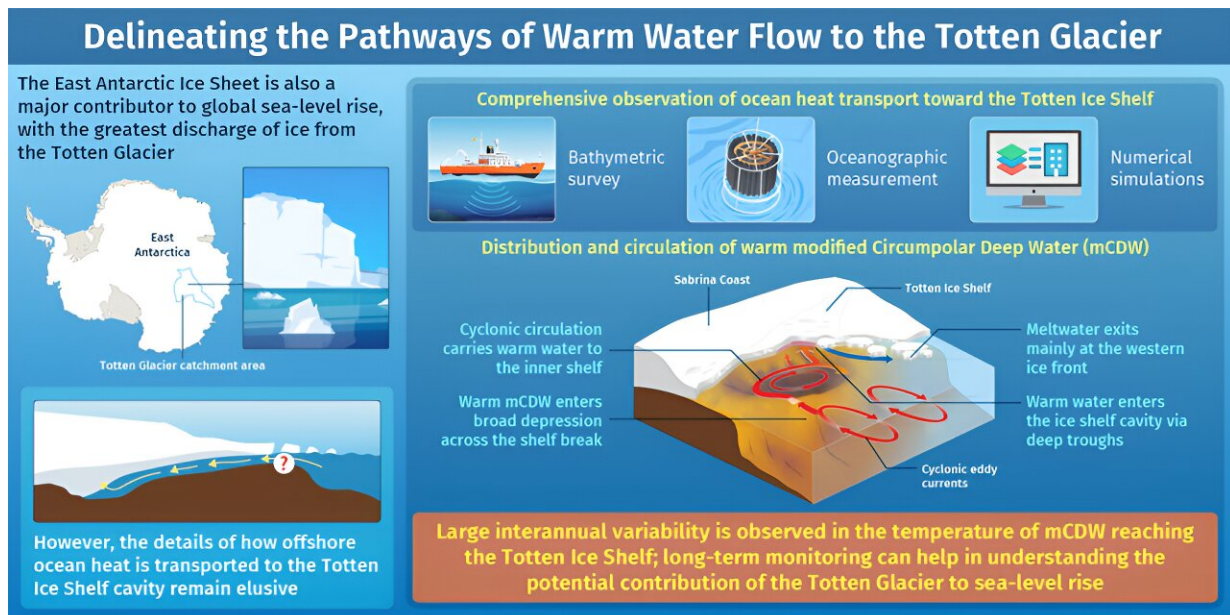 Delineating the Pathways of Warm Water Flow to the Totten Glacier
The East Antarctic Ice Sheet is also a
major contributor to global sea-level rise,
with the greatest discharge of ice from
the Totten Glacier
East
Antarctica
Totten Glacier catchment area
?
However, the details of how offshore
ocean heat is transported to the Totten
Ice Shelf cavity remain elusive
Comprehensive observation of ocean heat transport toward the Totten Ice Shelf
Bathymetric
survey
Oceanographic
measurement
Numerical
simulations
Distribution and circulation of warm modified Circumpolar Deep Water (mCDW)
Sabrina Coast
Totten Ice Shelf
Cyclonic circulation
carries warm water to
the inner shelf
Warm mCDW enters
broad depression
across the shelf break
Meltwater exits
mainly at the western
ice front
Warm water enters
the ice shelf cavity via
deep troughs
Cyclonic eddy
currents
Large interannual variability is observed in the temperature of mCDW reaching
the Totten Ice Shelf; long-term monitoring can help in understanding the
potential contribution of the Totten Glacier to sea-level rise